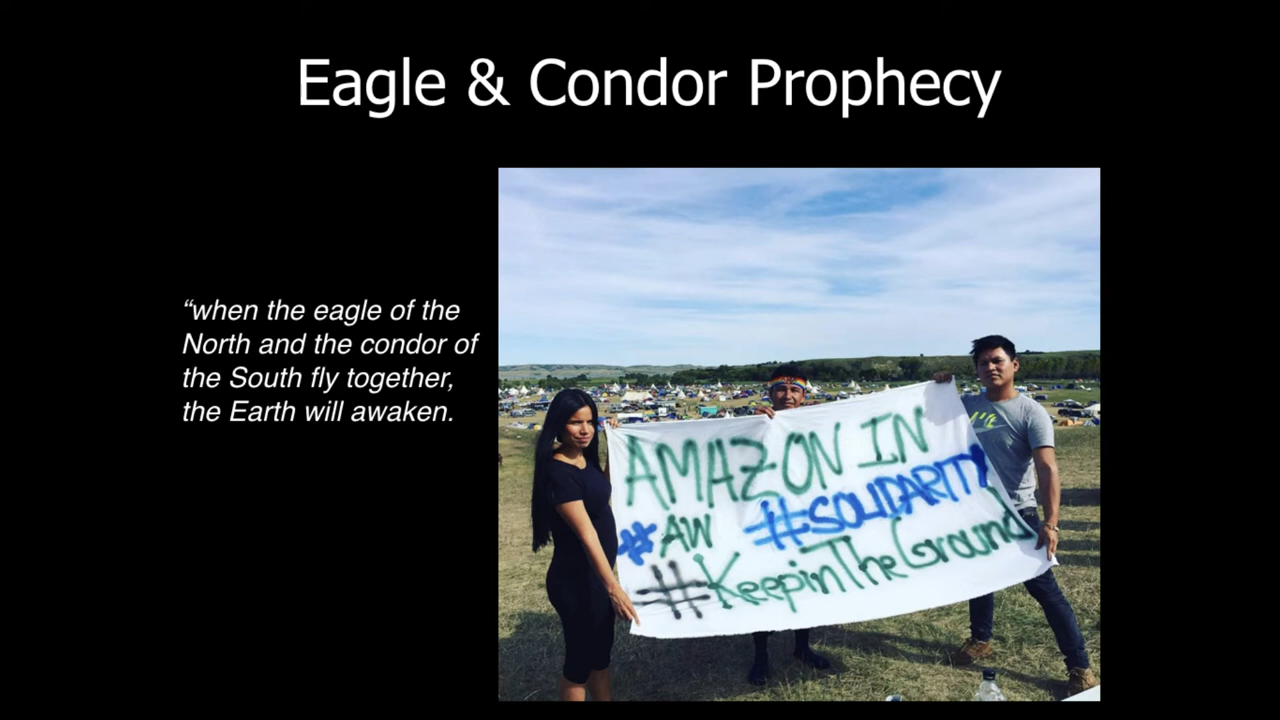 Eagle & Condor Prophecy
“when the eagle of the
North and the condor of
the South fly together,
the Earth will awaken.
AMAZON IN
#AW #SOLIDARITY
#KeepinTheGround